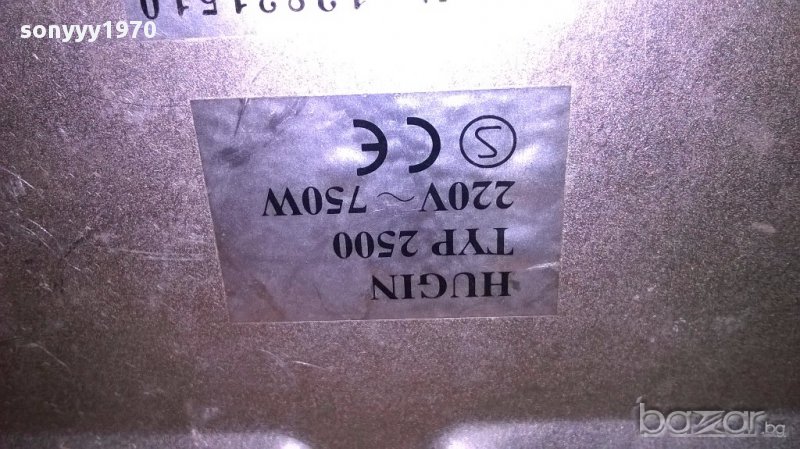 sonyyy1970
HUGIN
TYP 2500
220V~750W
S CE
bazar.bg